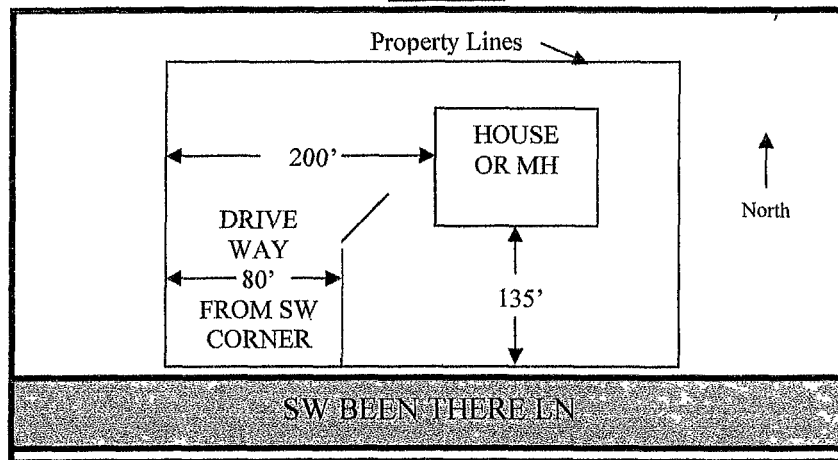 Property Lines
HOUSE
OR MH
200'
North
DRIVE
WAY
80'
FROM SW
CORNER
135'
SW BEEN THERE LN